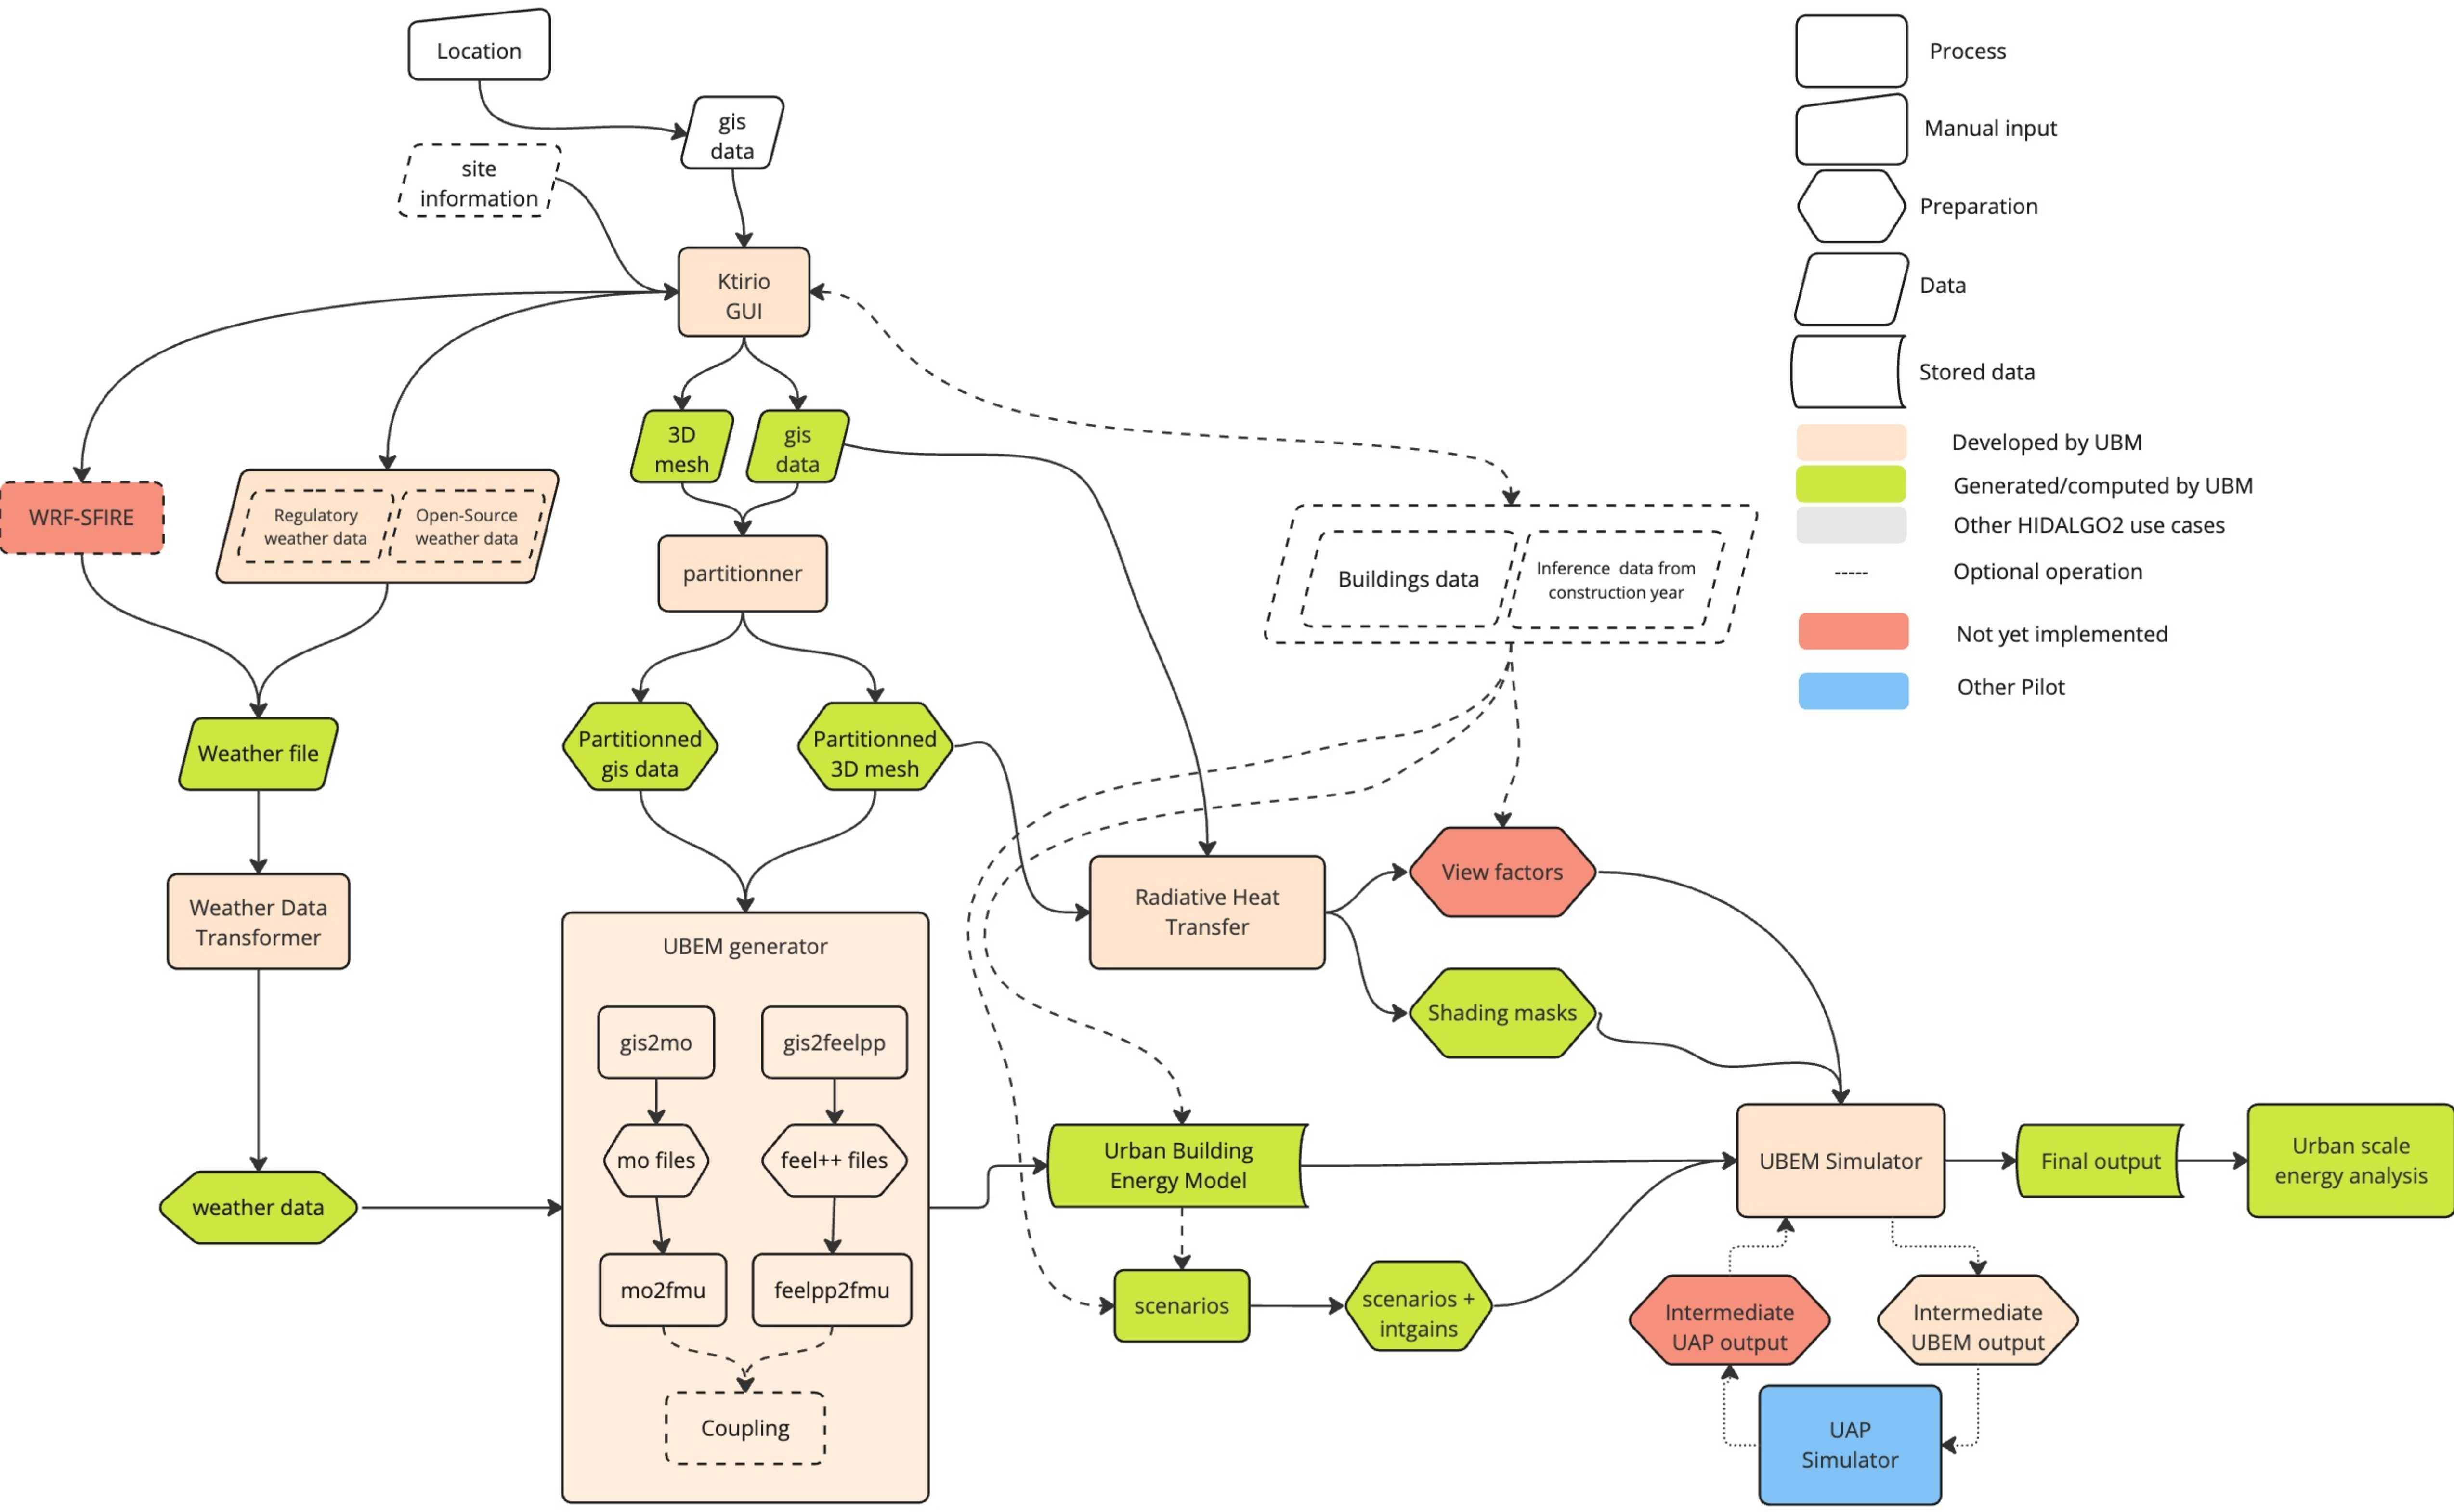 Location
gis
data
site
information
Ktirio
GUI
3D
mesh
gis
data
WRF-SFIRE
Regulatory
weather data
Open-Source
weather data
partitionner
Buildings data
Inference data from
construction year
Partitionned
gis data
Partitionned
3D mesh
Weather file
Weather Data
Transformer
weather data
UBEM generator
gis2mo
gis2feelpp
mo files
feel++ files
mo2fmu
feelpp2fmu
Coupling
Radiative Heat
Transfer
View factors
Shading masks
Urban Building
Energy Model
scenarios
scenarios +
intgains
UBEM Simulator
Final output
Urban scale
energy analysis
Intermediate
UAP output
Intermediate
UBEM output
UAP
Simulator
Process
Manual input
Preparation
Data
Stored data
Developed by UBM
Generated/computed by UBM
Other HIDALGO2 use cases
----- Optional operation
Not yet implemented
Other Pilot